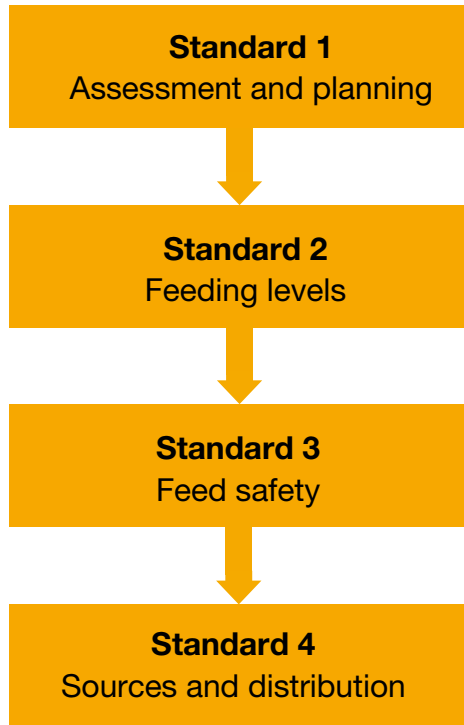 Standard 1
Assessment and planning
Standard 2
Feeding levels
Standard 3
Feed safety
Standard 4
Sources and distribution